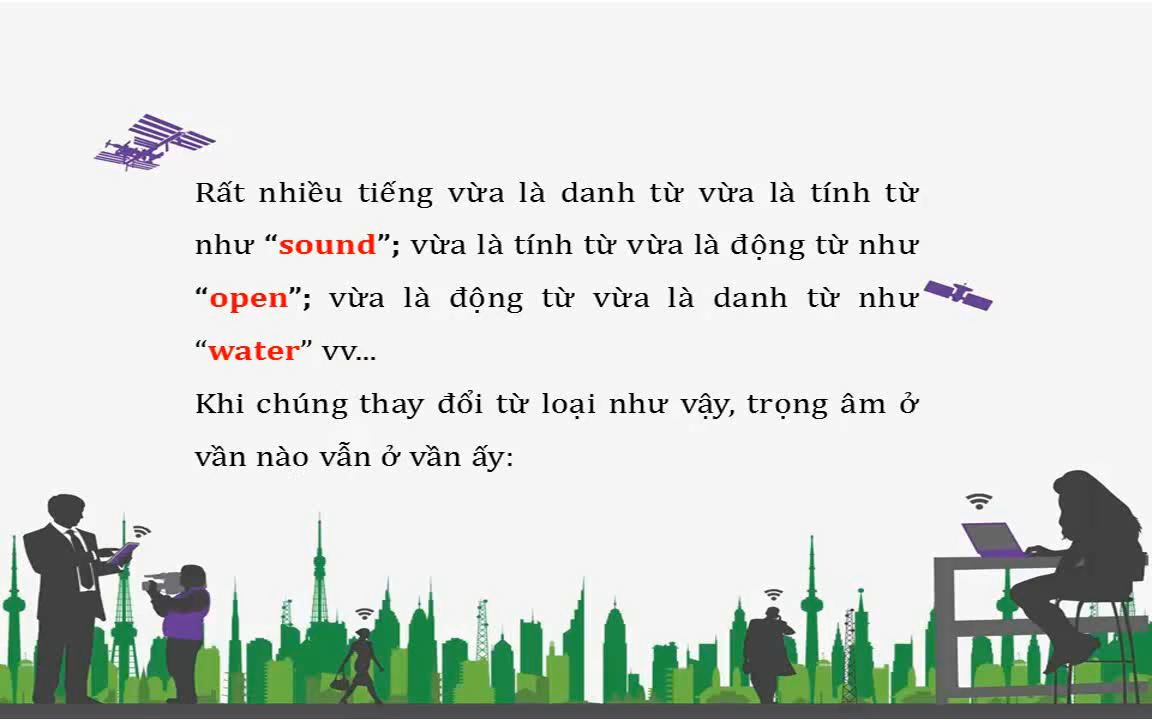 Rất nhiều tiếng vừa là danh từ vừa là tính từ
như “sound”; vừa là tính từ vừa là động từ như
“open”; vừa là động từ vừa là danh từ như
“water” vv...
Khi chúng thay đổi từ loại như vậy, trọng âm ở
vần nào vẫn ở vần ấy: